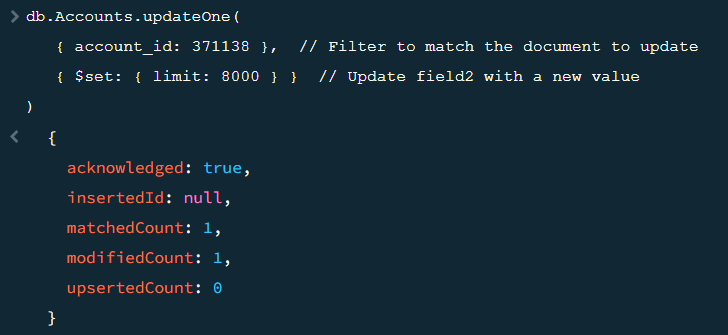 > db.Accounts.updateOne(
{ account_id: 371138 },  // Filter to match the document to update
{ $set: { limit: 8000 } }  // Update field2 with a new value
)
< {
acknowledged: true,
insertedId: null,
matchedCount: 1,
modifiedCount: 1,
upsertedCount: 0
}